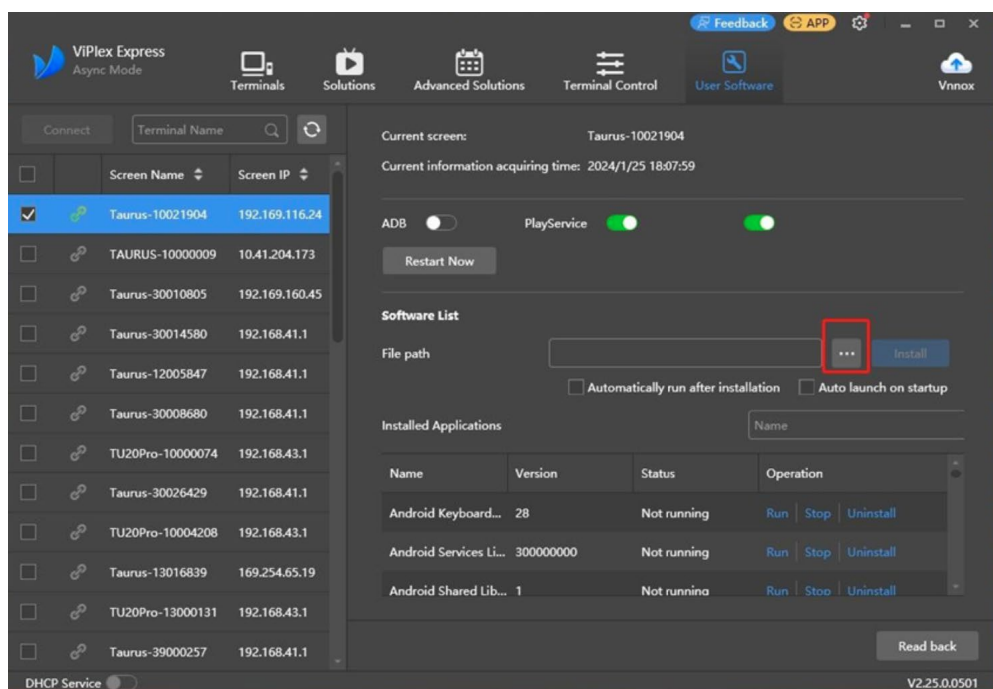 Feedback APP
ViPlex Express
Async Mode
Terminals Solutions Advanced Solutions Terminal Control User Software Vnnox
Connect Terminal Name
Screen Name Screen IP
Taurus-10021904 192.169.116.24
TAURUS-10000009 10.41.204.173
Taurus-30010805 192.169.160.45
Taurus-30014580 192.168.41.1
Taurus-12005847 192.168.41.1
Taurus-30008680 192.168.41.1
TU20Pro-10000074 192.168.43.1
Taurus-30026429 192.168.41.1
TU20Pro-10004208 192.168.43.1
Taurus-13016839 169.254.65.19
TU20Pro-13000131 192.168.43.1
Taurus-39000257 192.168.41.1
DHCP Service
Current screen: Taurus-10021904
Current information acquiring time: 2024/1/25 18:07:59
ADB PlayService
Restart Now
Software List
File path ... Install
Automatically run after installation Auto launch on startup
Installed Applications Name
Name Version Status Operation
Android Keyboard... 28 Not running Run Stop Uninstall
Android Services Li... 300000000 Not running Run Stop Uninstall
Android Shared Lib... 1 Not running Run Stop Uninstall
Read back
V2.25.0.0501